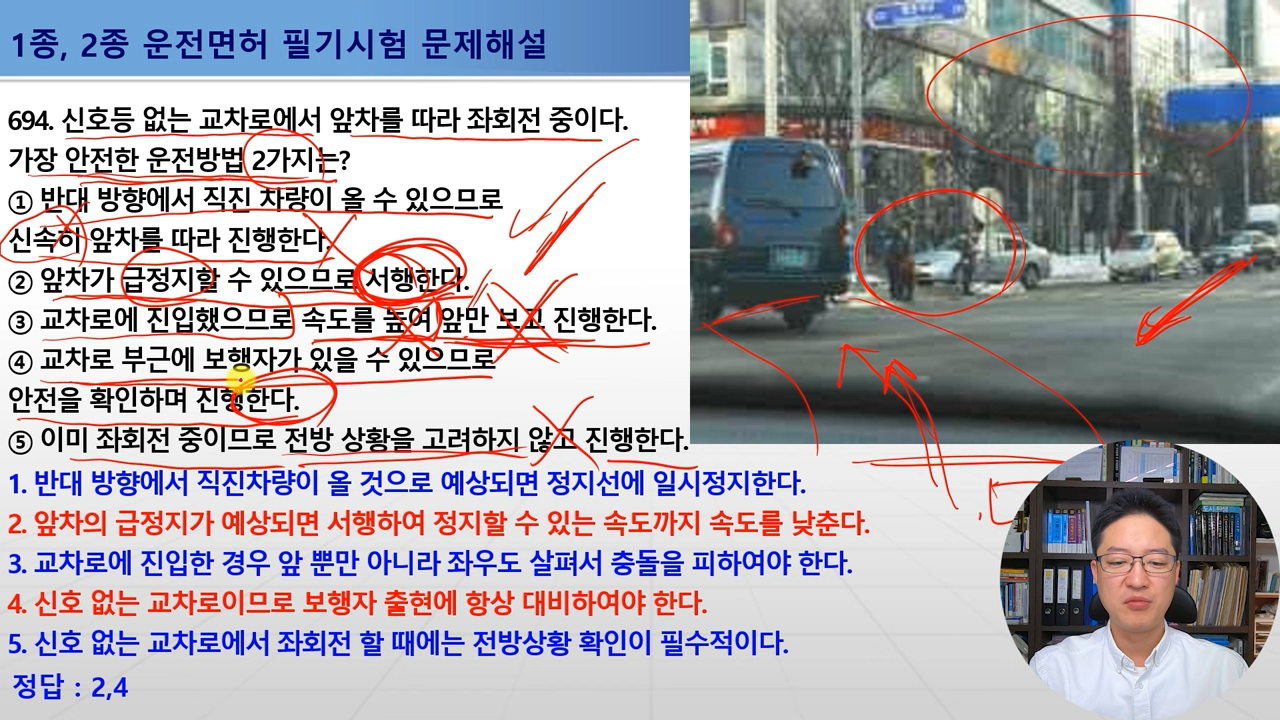 1종, 2종 운전면허 필기시험 문제해설
694. 신호등 없는 교차로에서 앞차를 따라 좌회전 중이다.
가장 안전한 운전방법 2가지는?
① 반대 방향에서 직진 차량이 올 수 있으므로
신속히 앞차를 따라 진행한다.
② 앞차가 급정지할 수 있으므로 서행한다.
③ 교차로에 진입했으므로 속도를 높여 앞만 보고 진행한다.
④ 교차로 부근에 보행자가 있을 수 있으므로
안전을 확인하며 진행한다.
⑤ 이미 좌회전 중이므로 전방 상황을 고려하지 않고 진행한다.
1. 반대 방향에서 직진차량이 올 것으로 예상되면 정지선에 일시정지한다.
2. 앞차의 급정지가 예상되면 서행하여 정지할 수 있는 속도까지 속도를 낮춘다.
3. 교차로에 진입한 경우 앞 뿐만 아니라 좌우도 살펴서 충돌을 피하여야 한다.
4. 신호 없는 교차로이므로 보행자 출현에 항상 대비하여야 한다.
5. 신호 없는 교차로에서 좌회전 할 때에는 전방상황 확인이 필수적이다.
정답 : 2,4